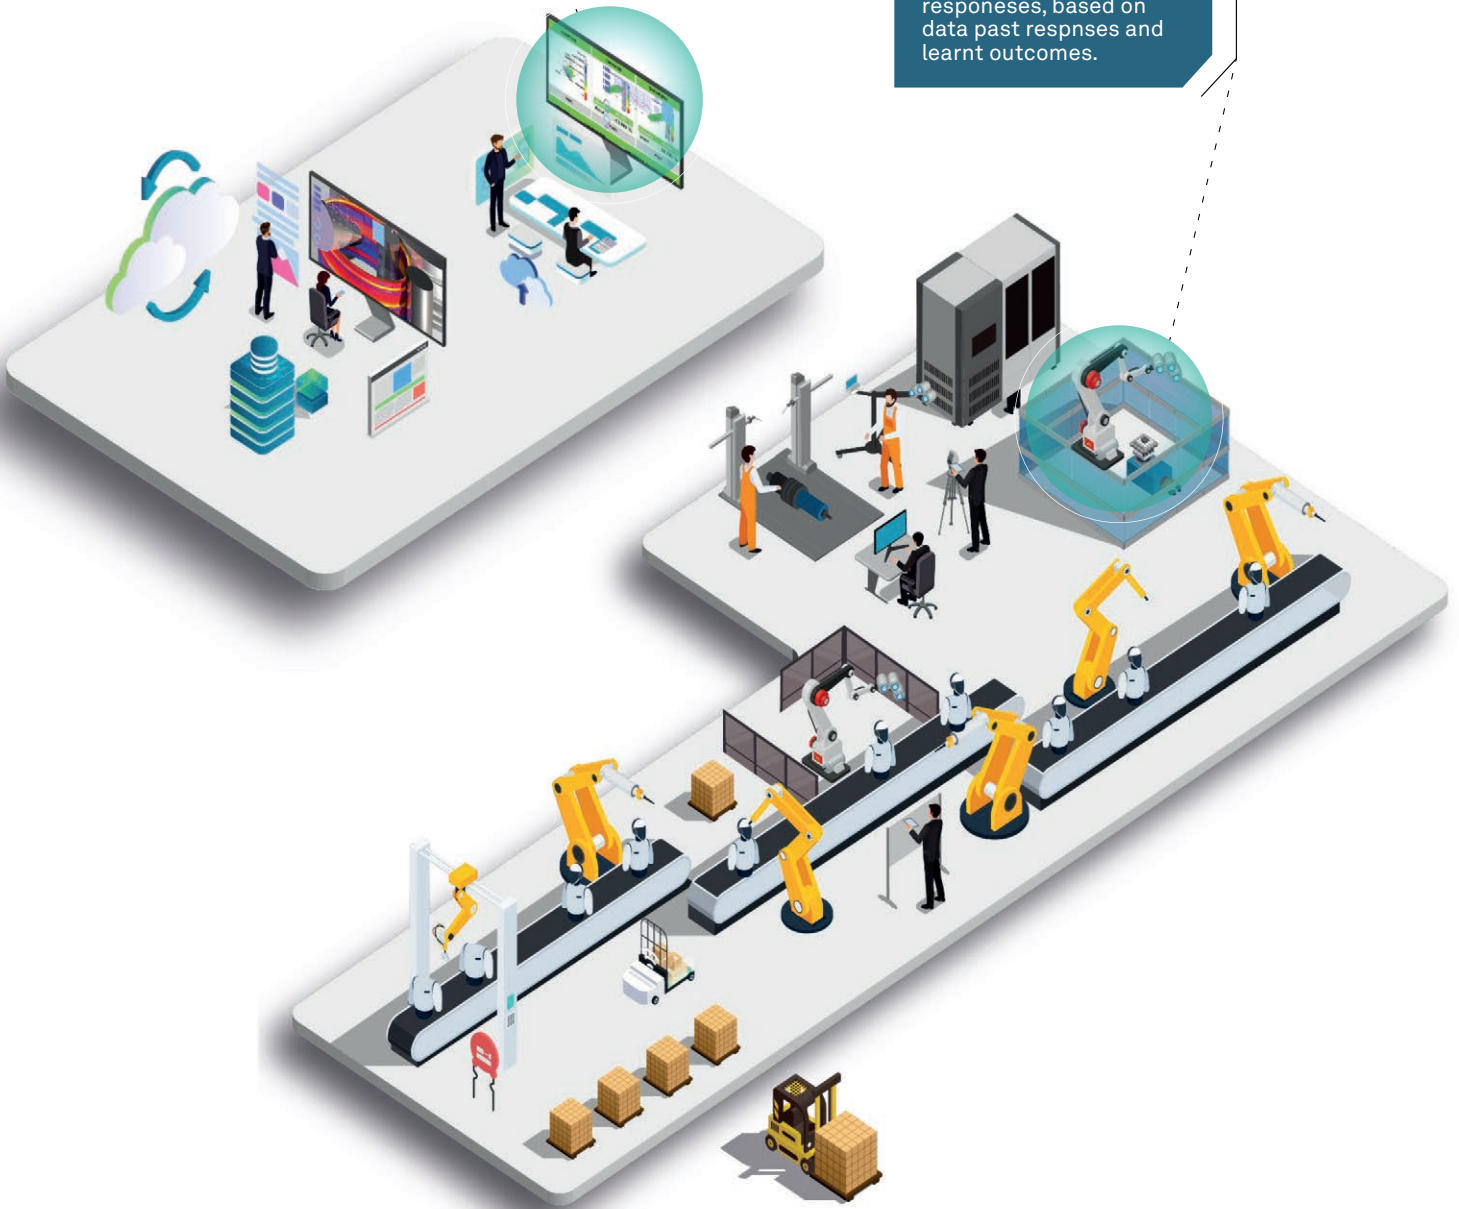 responeses, based on
data past respnses and
learnt outcomes.